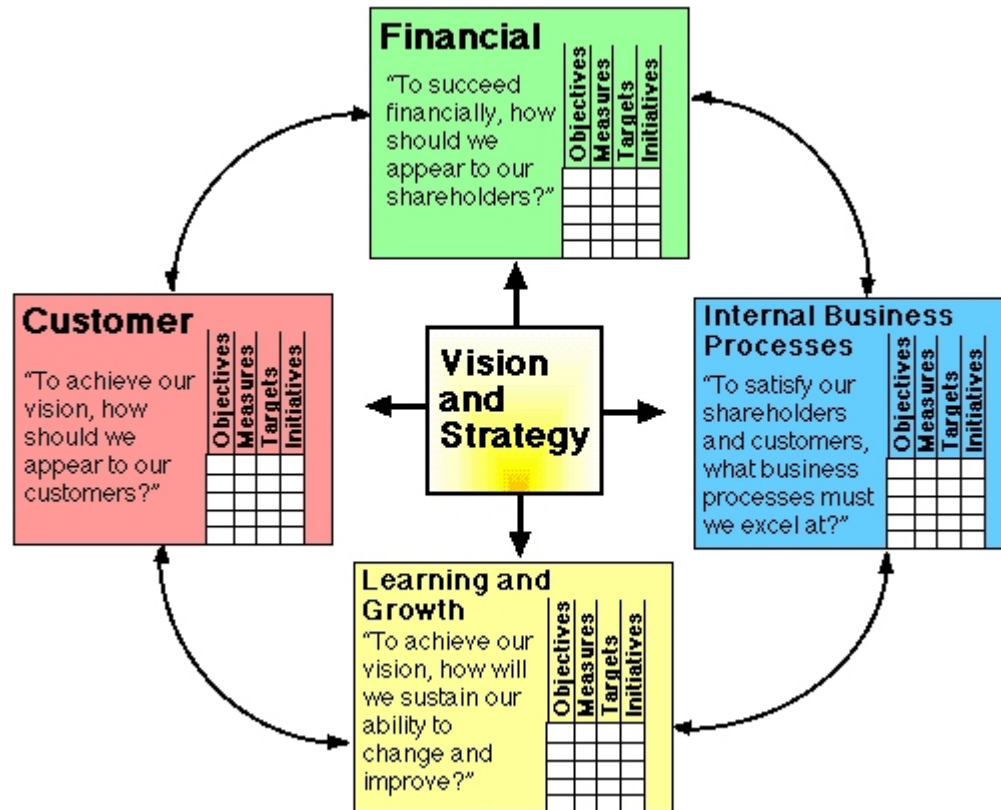 Financial
“To succeed
financially, how
should we
appear to our
shareholders?”
Objectives
Measures
Targets
Initiatives
Customer
“To achieve our
vision, how
should we
appear to our
customers?”
Objectives
Measures
Targets
Initiatives
Vision
and
Strategy
Internal Business
Processes
“To satisfy our
shareholders
and customers,
what business
processes must
we excel at?”
Objectives
Measures
Targets
Initiatives
Learning and
Growth
“To achieve our
vision, how will
we sustain our
ability to
change and
improve?”
Objectives
Measures
Targets
Initiatives